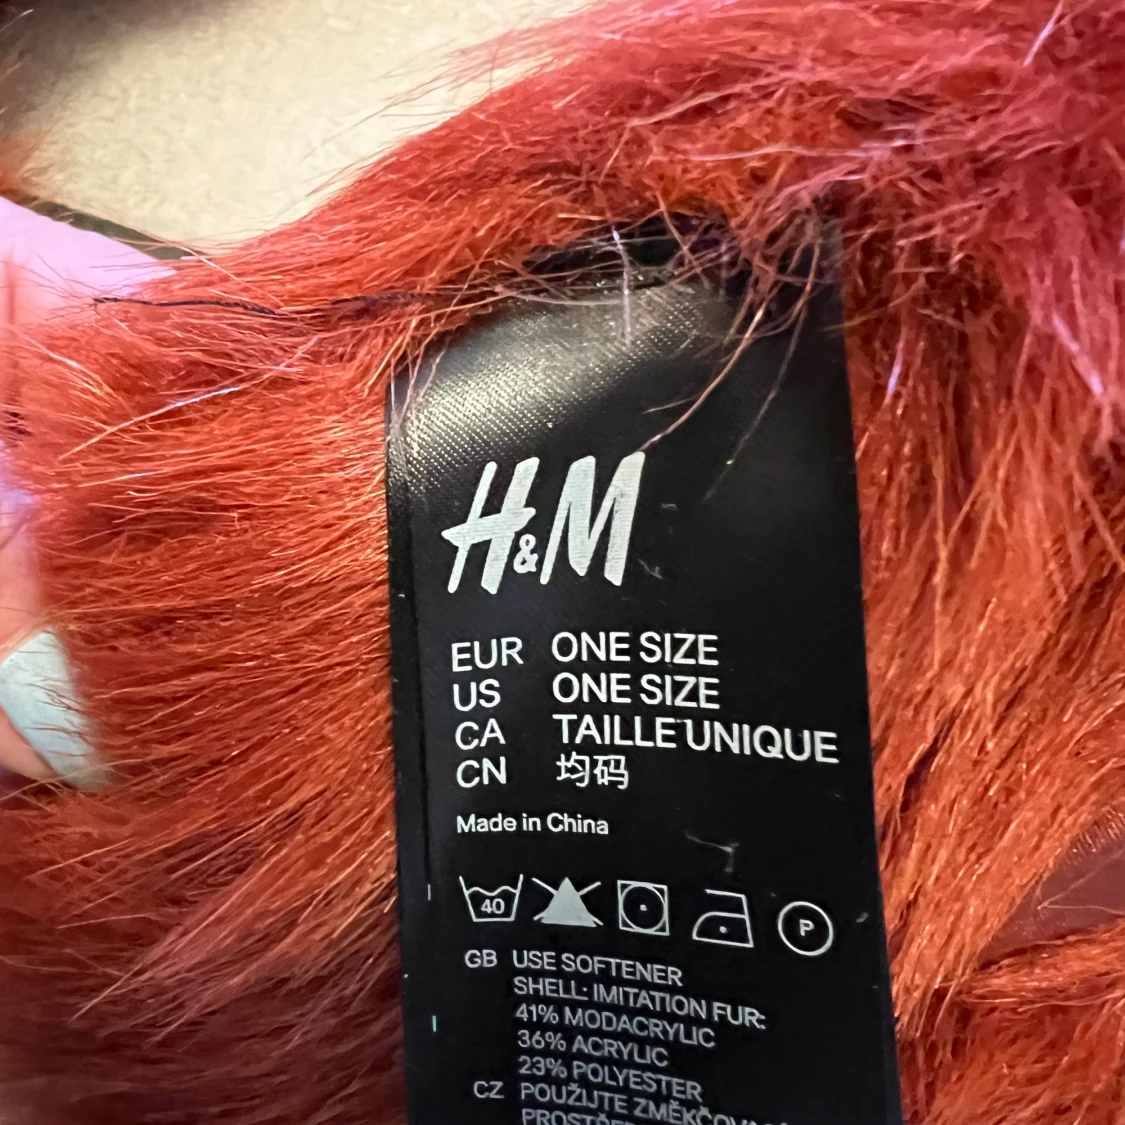 H&M
EUR ONE SIZE
US ONE SIZE
CA TAILLE UNIQUE
CN 均码
Made in China
40 P
GB USE SOFTENER
SHELL: IMITATION FUR:
41% MODACRYLIC
36% ACRYLIC
23% POLYESTER
CZ POUŽIJTE